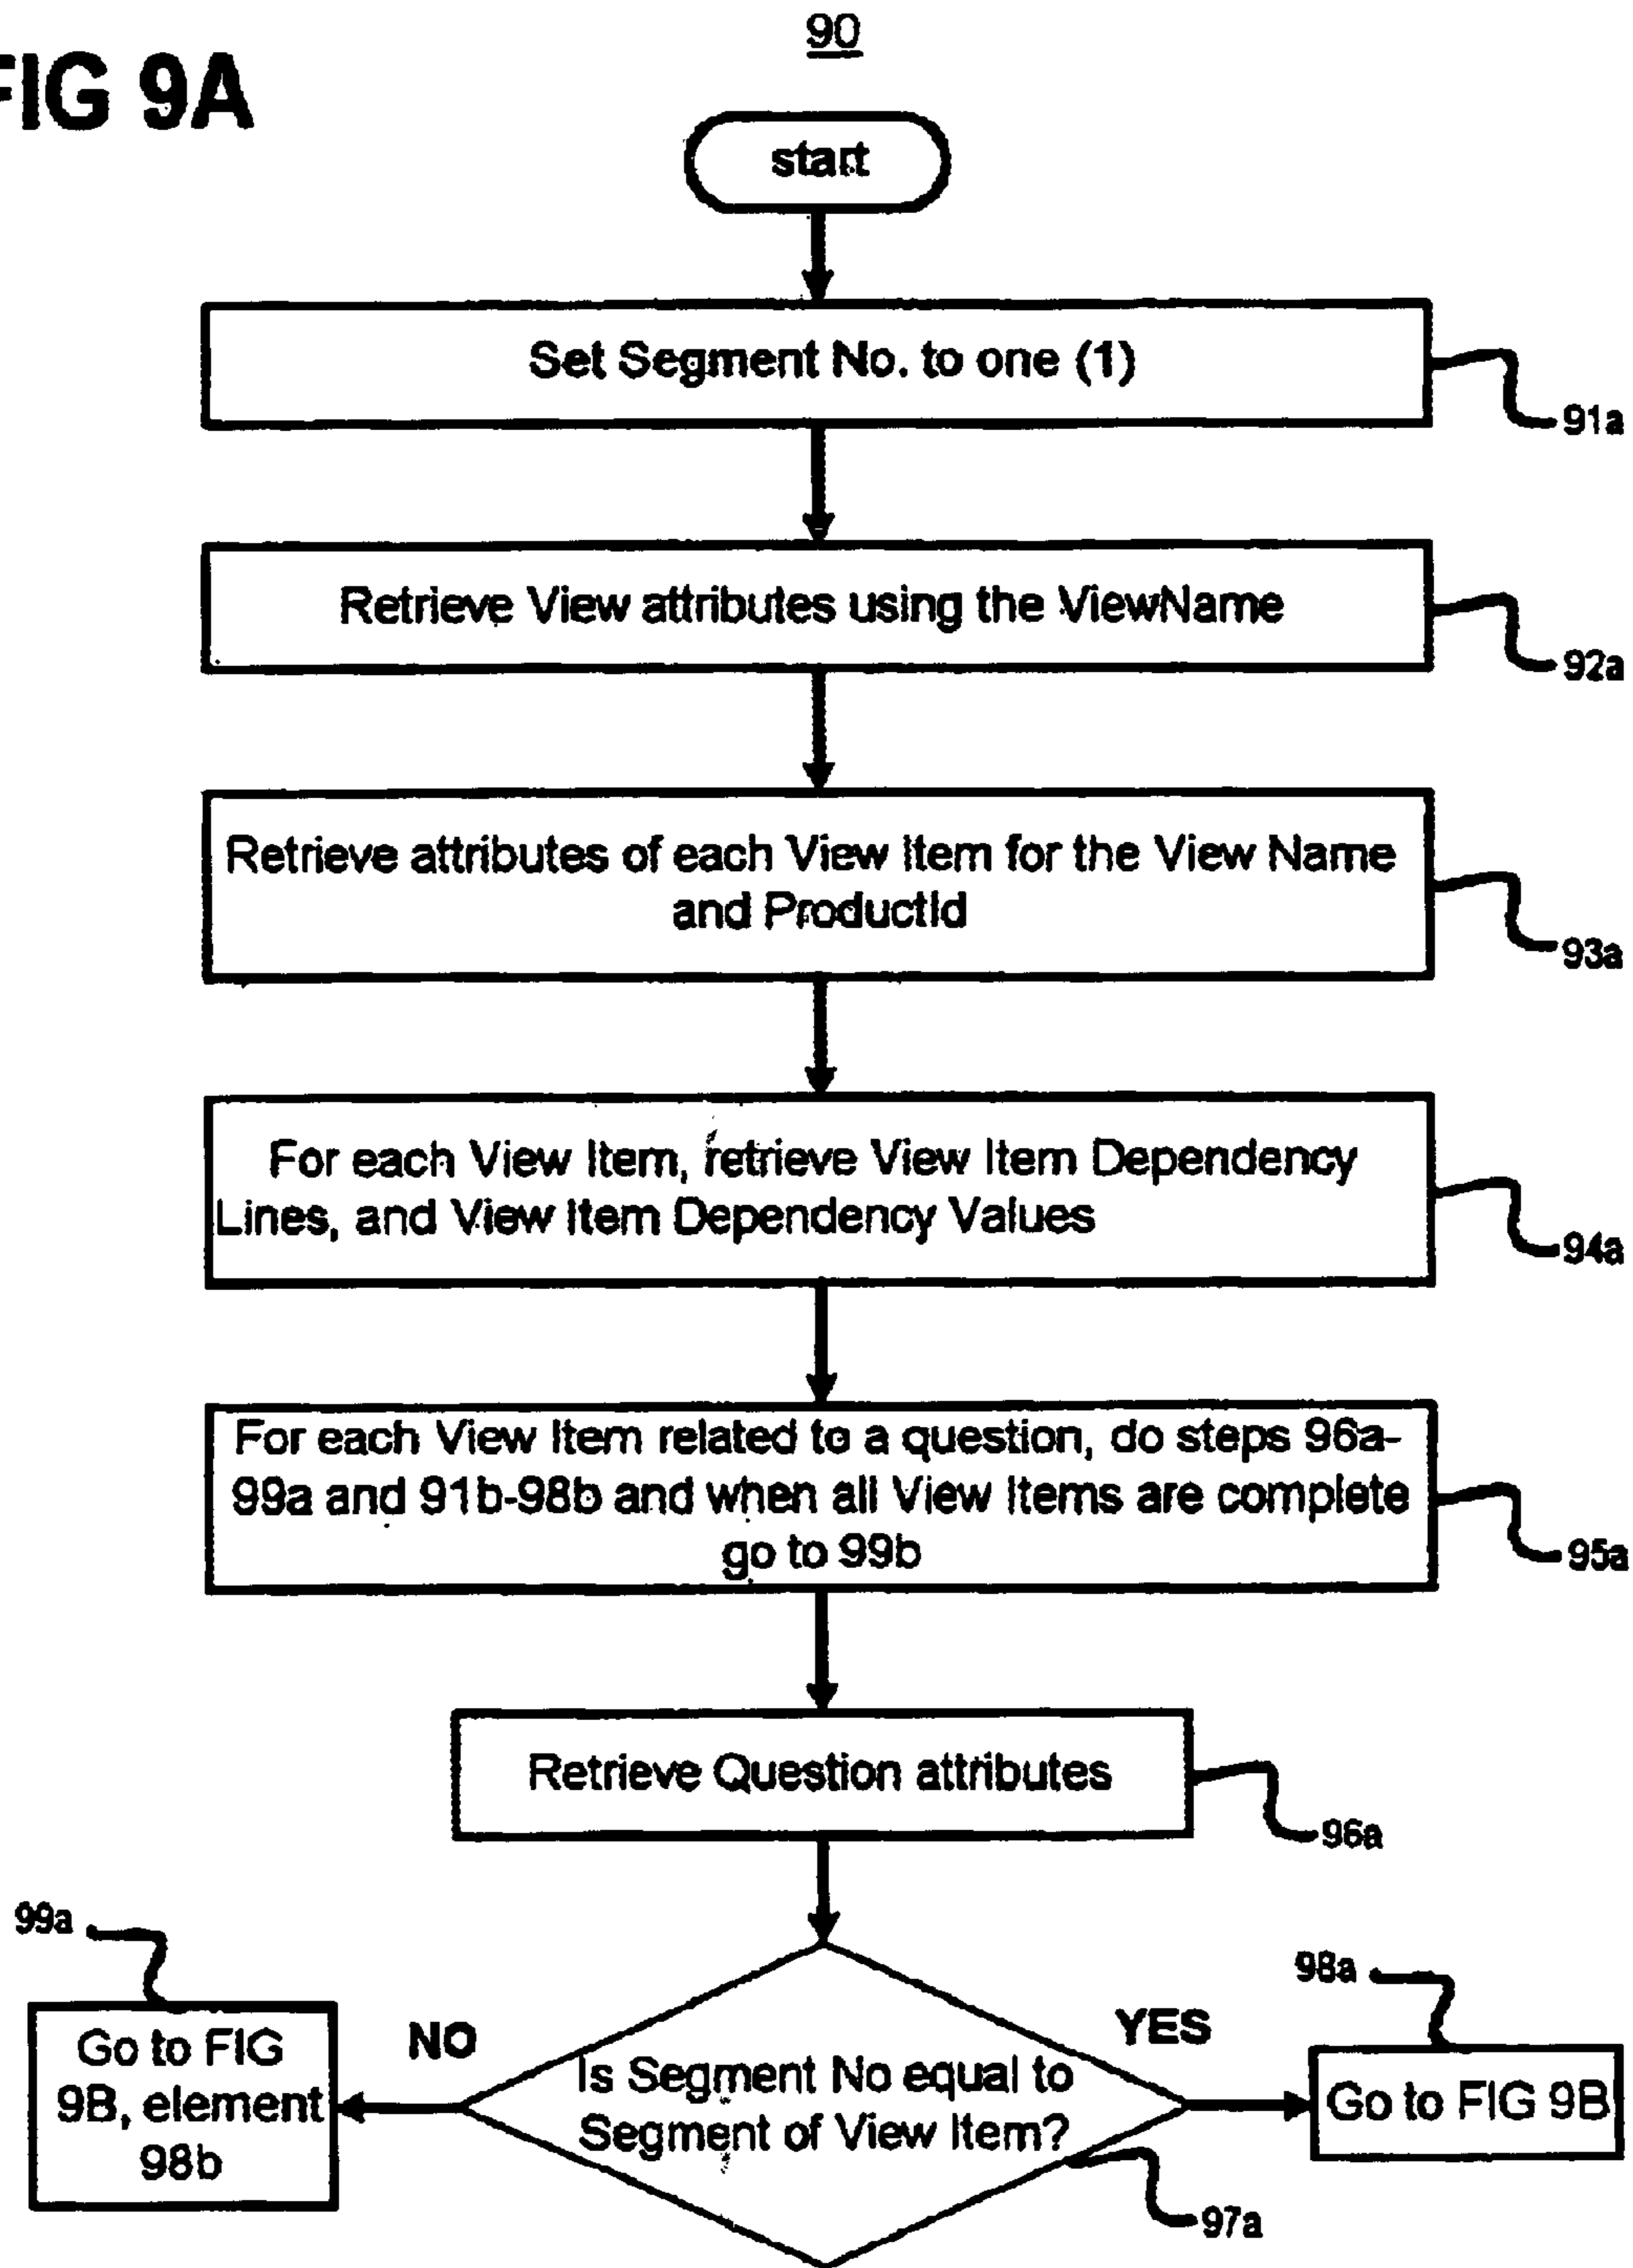 90
FIG 9A
start
Set Segment No. to one (1)
91a
Retrieve View attributes using the ViewName
92a
Retrieve attributes of each View Item for the View Name
and ProductId
93a
For each View Item, retrieve View Item Dependency
Lines, and View Item Dependency Values
94a
For each View Item related to a question, do steps 96a-
99a and 91b-98b and when all View Items are complete
go to 99b
95a
Retrieve Question attributes
96a
99a
98a
NO
YES
Go to FIG
9B, element
98b
Is Segment No equal to
Segment of View Item?
Go to FIG 9B
97a